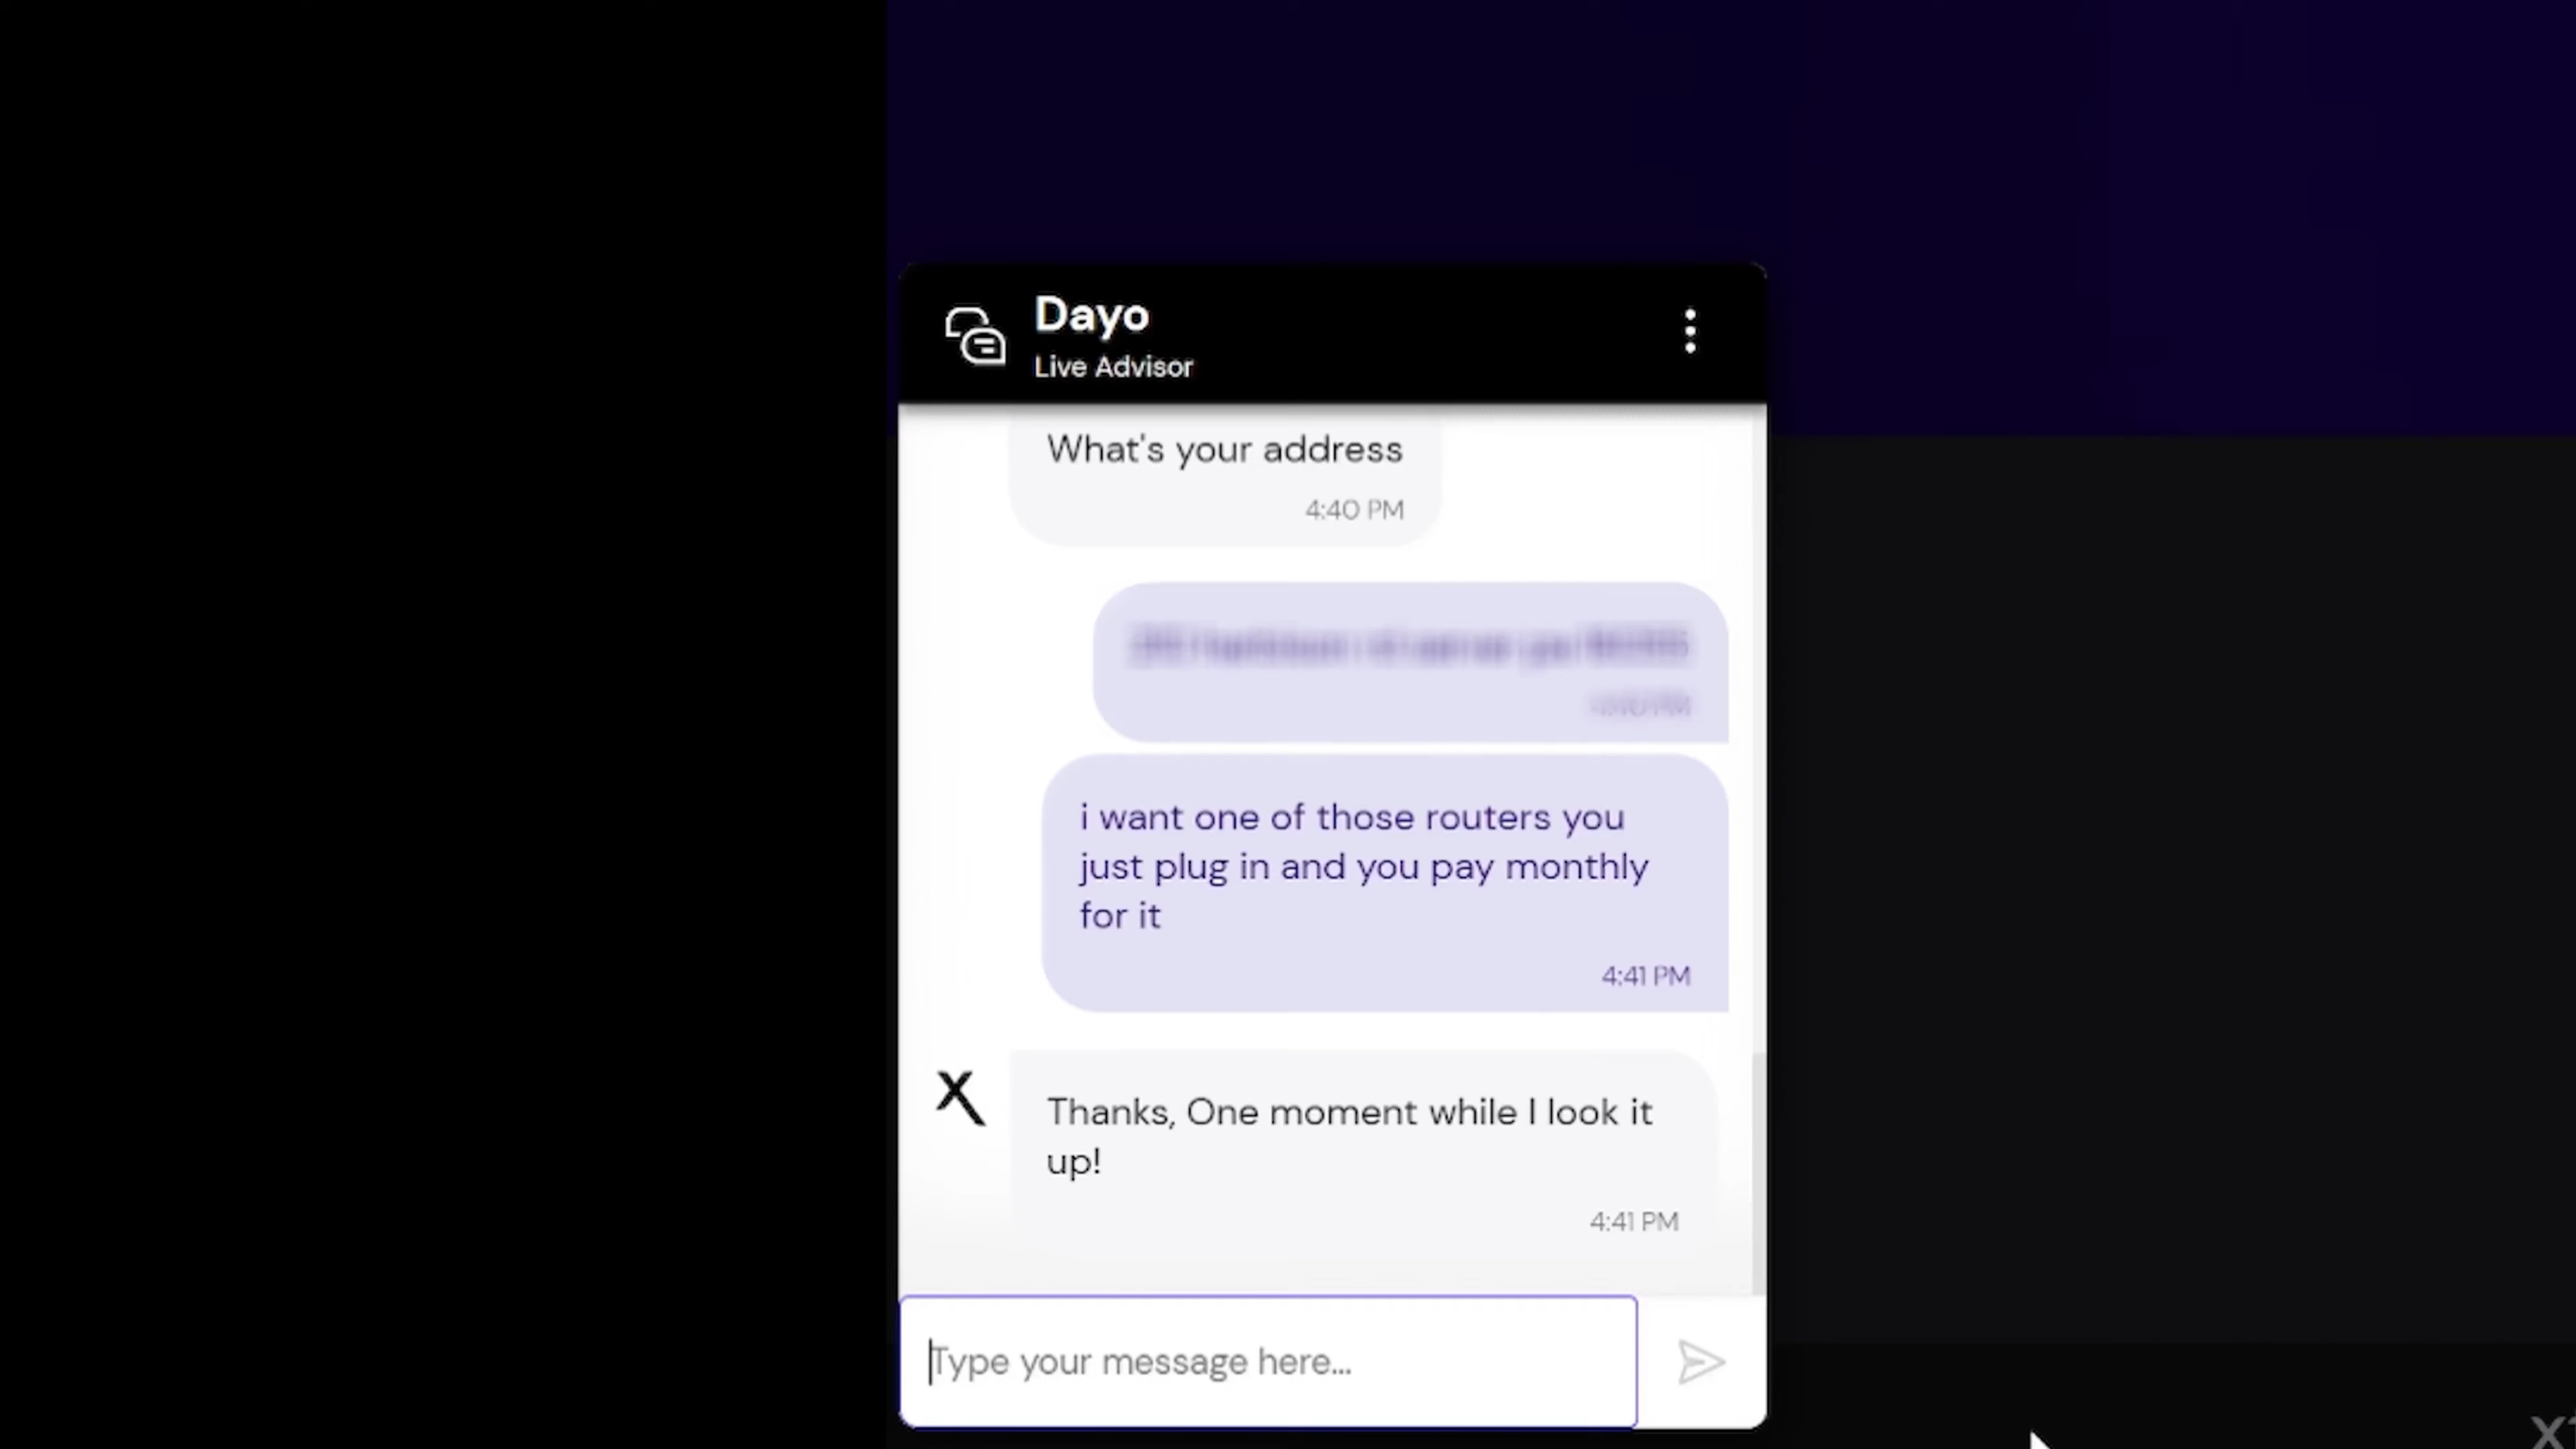 Dayo
Live Advisor
What's your address
4:40 PM
i want one of those routers you
just plug in and you pay monthly
for it
4:41 PM
X
Thanks, One moment while I look it
up!
4:41 PM
Type your message here...